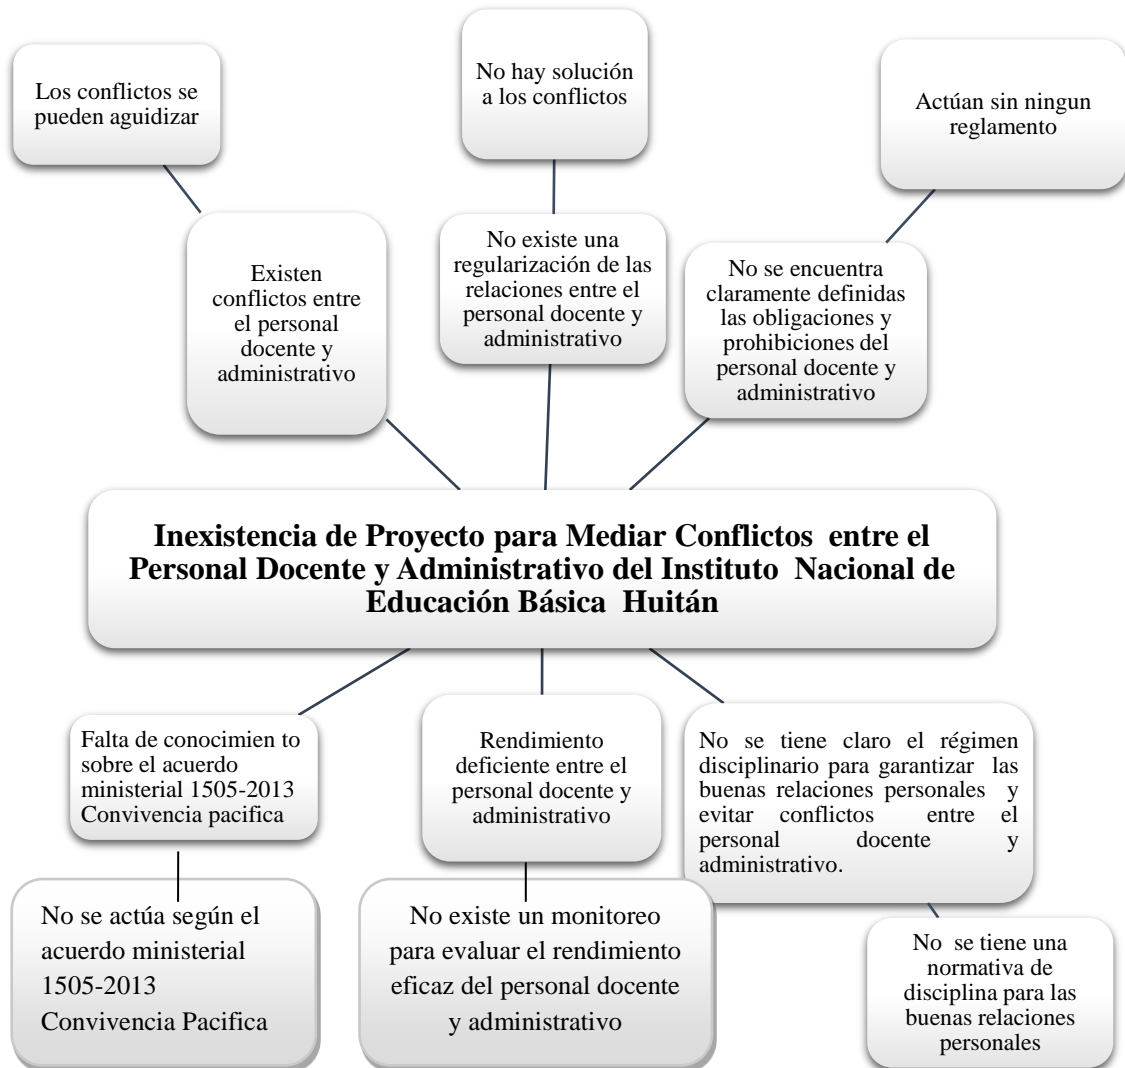 Los conflictos se
pueden aguidizar
No hay solución
a los conflictos
Actúan sin ningun
reglamento
Existen
conflictos entre
el personal
docente y
administrativo
No existe una
regularización de las
relaciones entre el
personal docente y
administrativo
No se encuentra
claramente definidas
las obligaciones y
prohibiciones del
personal docente y
administrativo
Inexistencia de Proyecto para Mediar Conflictos entre el
Personal Docente y Administrativo del Instituto Nacional de
Educación Básica Huitán
Falta de conocimien to
sobre el acuerdo
ministerial 1505-2013
Convivencia pacifica
Rendimiento
deficiente entre el
personal docente y
administrativo
No se tiene claro el régimen
disciplinario para garantizar las
buenas relaciones personales y
evitar conflictos entre el
personal docente y
administrativo.
No se actúa según el
acuerdo ministerial
1505-2013
Convivencia Pacifica
No existe un monitoreo
para evaluar el rendimiento
eficaz del personal docente
y administrativo
No se tiene una
normativa de
disciplina para las
buenas relaciones
personales